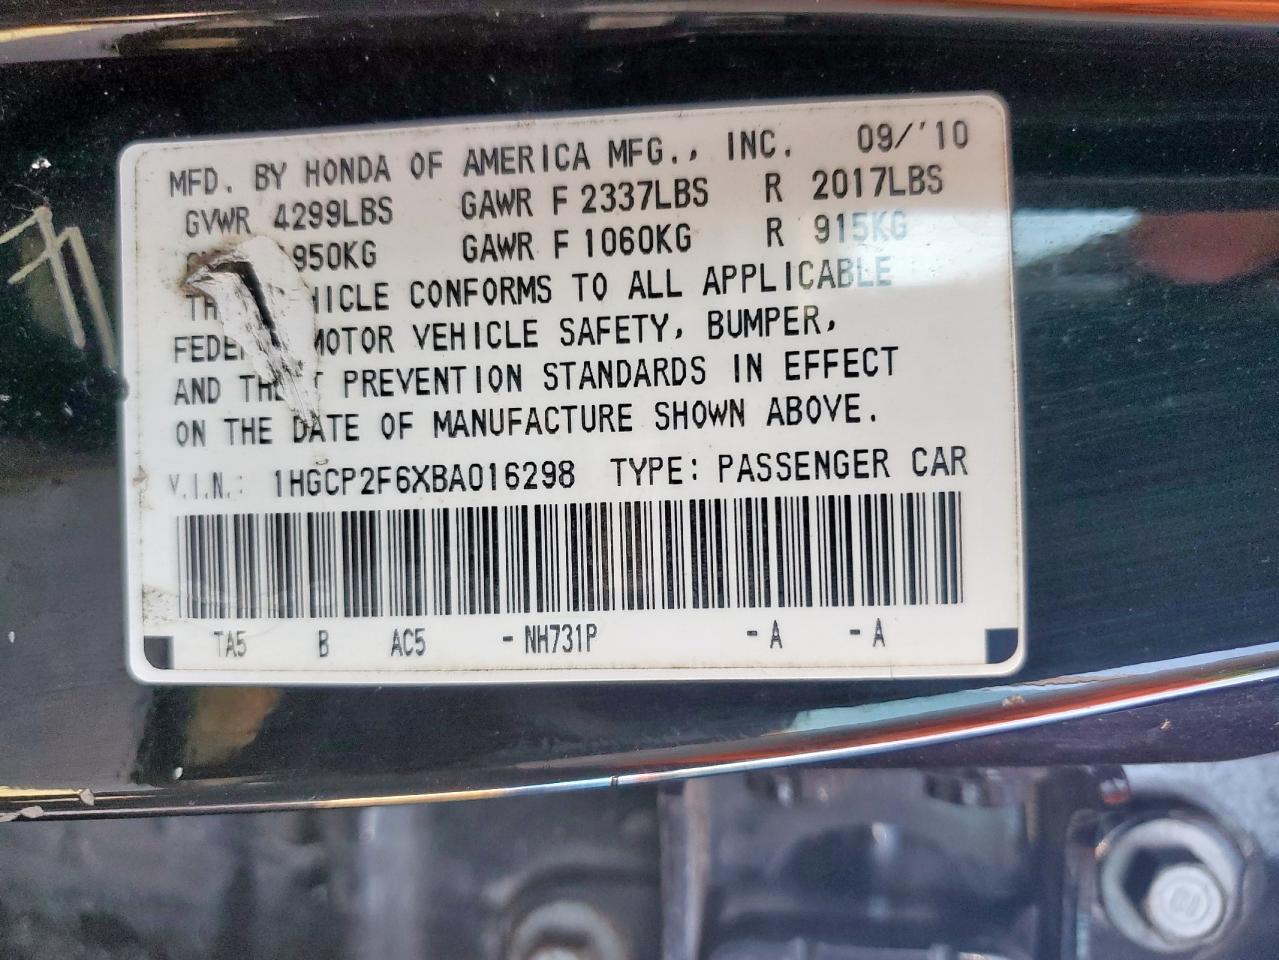 MFD. BY HONDA OF AMERICA MFG., INC. 09/'10
GVWR 4299LBS GAWR F 2337LBS R 2017LBS
950KG GAWR F 1060KG R 915KG
VEHICLE CONFORMS TO ALL APPLICABLE
MOTOR VEHICLE SAFETY, BUMPER,
AND PREVENTION STANDARDS IN EFFECT
ON THE DATE OF MANUFACTURE SHOWN ABOVE.
V.I.N.: 1HGCP2F6XBA016298 TYPE: PASSENGER CAR
TA5 B AC5 -NH731P -A -A